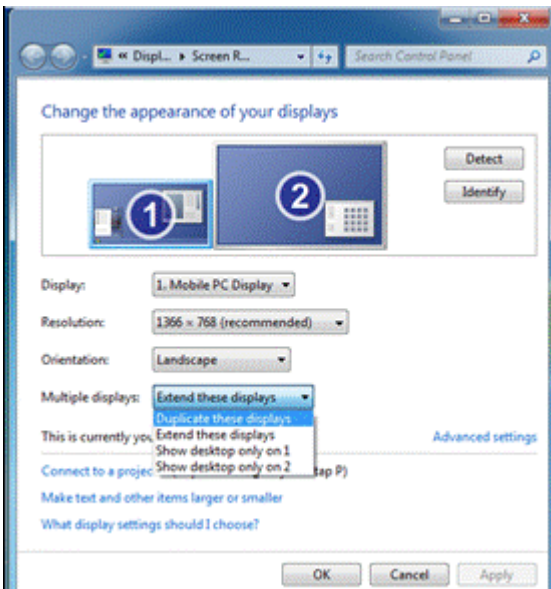 « Displ... ▸ Screen R...
Search Control Panel
Change the appearance of your displays
1
2
Detect
Identify
Display: 1. Mobile PC Display
Resolution: 1366 × 768 (recommended)
Orientation: Landscape
Multiple displays: Extend these displays
Duplicate these displays
This is currently you
Extend these displays
Advanced settings
Show desktop only on 1
Connect to a projec
Show desktop only on 2
tap P)
Make text and other items larger or smaller
What display settings should I choose?
OK
Cancel
Apply